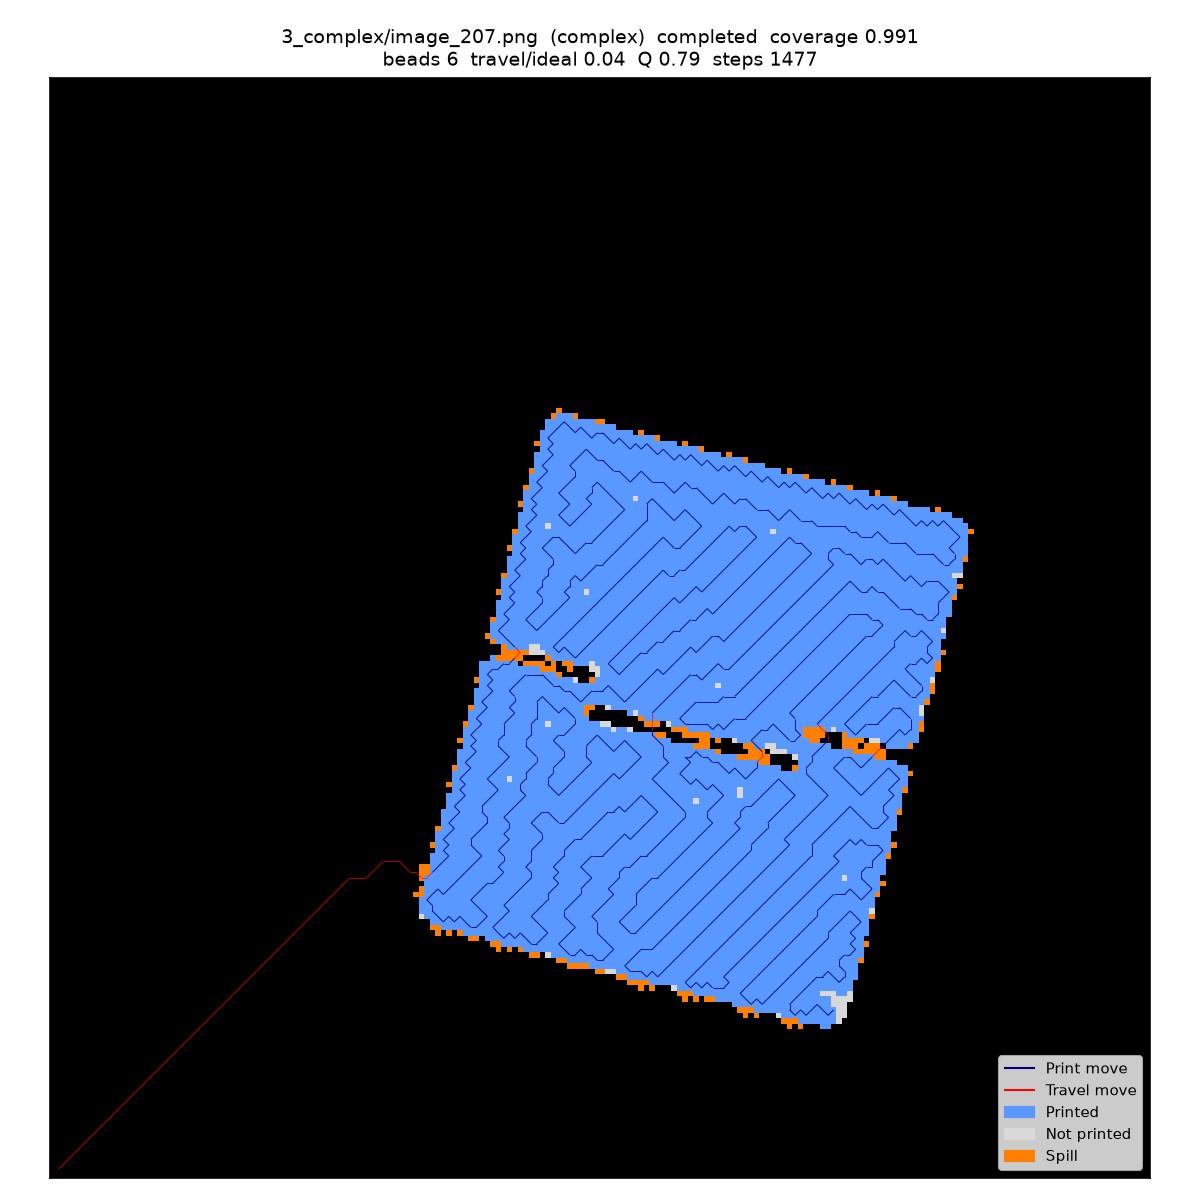 3_complex/image_207.png (complex) completed coverage 0.991
beads 6 travel/ideal 0.04 Q 0.79 steps 1477
Print move
Travel move
Printed
Not printed
Spill